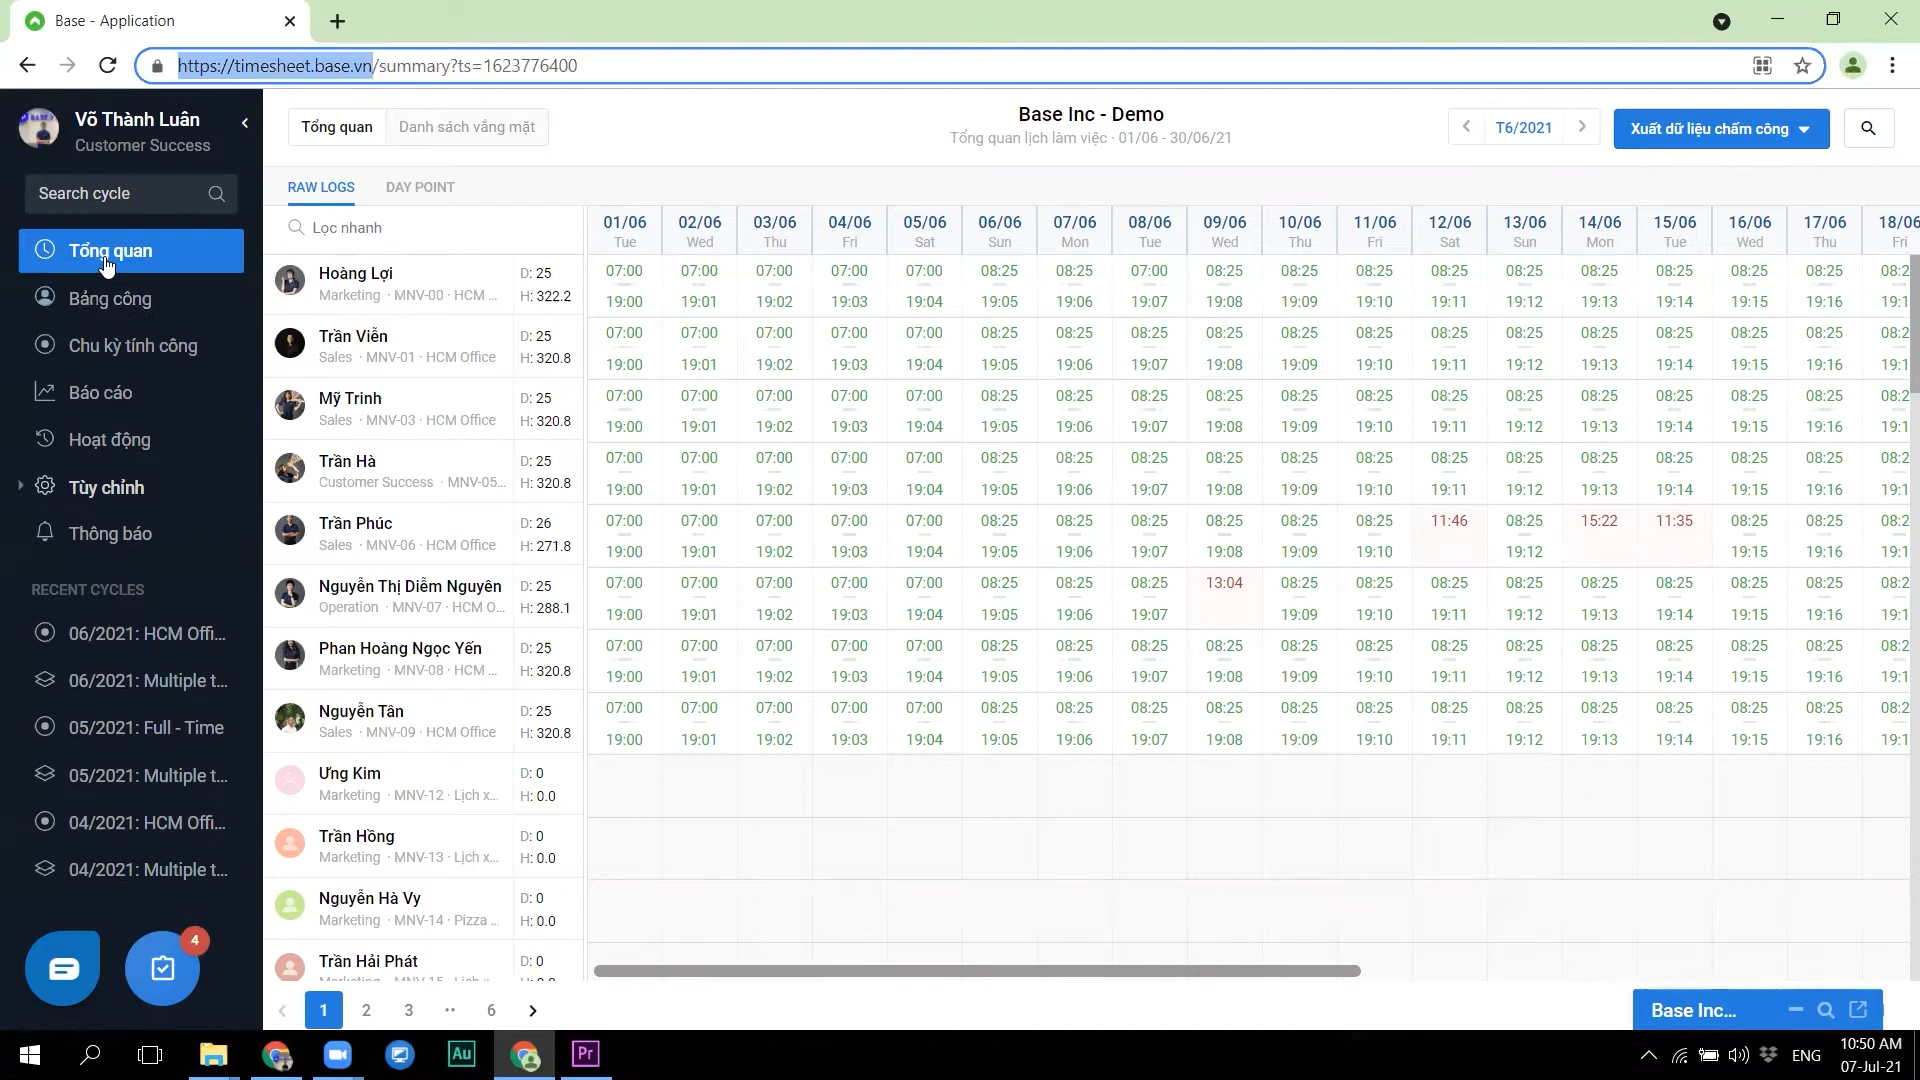 Base - Application
https://timesheet.base.vn/summary?ts=1623776400
Võ Thành Luân
Customer Success
Search cycle
Tổng quan
Bảng công
Chu kỳ tính công
Báo cáo
Hoạt động
Tùy chỉnh
Thông báo
RECENT CYCLES
06/2021: HCM Offi...
06/2021: Multiple t...
05/2021: Full - Time
05/2021: Multiple t...
04/2021: HCM Offi...
04/2021: Multiple t...
4
Tổng quan Danh sách vắng mặt
Base Inc - Demo
Tổng quan lịch làm việc · 01/06 - 30/06/21
T6/2021
Xuất dữ liệu chấm công
RAW LOGS DAY POINT
Lọc nhanh
01/06 02/06 03/06 04/06 05/06 06/06 07/06 08/06 09/06 10/06 11/06 12/06 13/06 14/06 15/06 16/06 17/06 18/06
Tue Wed Thu Fri Sat Sun Mon Tue Wed Thu Fri Sat Sun Mon Tue Wed Thu Fri
Hoàng Lợi D: 25 07:00 07:00 07:00 07:00 07:00 07:00 07:00 07:00 08:25 08:25 08:25 08:25 08:25 08:25 08:25 08:25 08:25 08:2
Marketing · MNV-00 · HCM ... H: 322.2 19:00 19:01 19:02 19:03 19:04 19:05 19:06 19:07 19:08 19:09 19:10 19:11 19:12 19:13 19:14 19:15 19:16 19:1
Trần Viễn D: 25 07:00 07:00 07:00 07:00 07:00 08:25 08:25 08:25 08:25 08:25 08:25 08:25 08:25 08:25 08:25 08:25 08:25 08:2
Sales · MNV-01 · HCM Office H: 320.8 19:00 19:01 19:02 19:03 19:04 19:05 19:06 19:07 19:08 19:09 19:10 19:11 19:12 19:13 19:14 19:15 19:16 19:1
Mỹ Trinh D: 25 07:00 07:00 07:00 07:00 07:00 08:25 08:25 08:25 08:25 08:25 08:25 08:25 08:25 08:25 08:25 08:25 08:25 08:2
Sales · MNV-03 · HCM Office H: 320.8 19:00 19:01 19:02 19:03 19:04 19:05 19:06 19:07 19:08 19:09 19:10 19:11 19:12 19:13 19:14 19:15 19:16 19:1
Trần Hà D: 25 07:00 07:00 07:00 07:00 07:00 08:25 08:25 08:25 08:25 08:25 08:25 08:25 08:25 08:25 08:25 08:25 08:25 08:2
Customer Success · MNV-05... H: 320.8 19:00 19:01 19:02 19:03 19:04 19:05 19:06 19:07 19:08 19:09 19:10 19:11 19:12 19:13 19:14 19:15 19:16 19:1
Trần Phúc D: 26 07:00 07:00 07:00 07:00 07:00 08:25 08:25 08:25 08:25 08:25 08:25 11:46 08:25 15:22 11:35 08:25 08:25 08:2
Sales · MNV-06 · HCM Office H: 271.8 19:00 19:01 19:02 19:03 19:04 19:05 19:06 19:07 19:08 19:09 19:10 19:12 19:15 19:16 19:1
Nguyễn Thị Diễm Nguyên D: 25 07:00 07:00 07:00 07:00 07:00 08:25 08:25 08:25 13:04 08:25 08:25 08:25 08:25 08:25 08:25 08:25 08:25 08:2
Operation · MNV-07 · HCM O... H: 288.1 19:00 19:01 19:02 19:03 19:04 19:05 19:06 19:07 19:09 19:10 19:11 19:12 19:13 19:14 19:15 19:16 19:1
Phan Hoàng Ngọc Yến D: 25 07:00 07:00 07:00 07:00 07:00 08:25 08:25 08:25 08:25 08:25 08:25 08:25 08:25 08:25 08:25 08:25 08:25 08:2
Marketing · MNV-08 · HCM ... H: 320.8 19:00 19:01 19:02 19:03 19:04 19:05 19:06 19:07 19:08 19:09 19:10 19:11 19:12 19:13 19:14 19:15 19:16 19:1
Nguyễn Tân D: 25 07:00 07:00 07:00 07:00 07:00 08:25 08:25 08:25 08:25 08:25 08:25 08:25 08:25 08:25 08:25 08:25 08:25 08:2
Sales · MNV-09 · HCM Office H: 320.8 19:00 19:01 19:02 19:03 19:04 19:05 19:06 19:07 19:08 19:09 19:10 19:11 19:12 19:13 19:14 19:15 19:16 19:1
Ưng Kim D: 0
Marketing · MNV-12 · Lịch x... H: 0.0
Trần Hồng D: 0
Marketing · MNV-13 · Lịch x... H: 0.0
Nguyễn Hà Vy D: 0
Marketing · MNV-14 · Pizza ... H: 0.0
Trần Hải Phát D: 0
1 2 3 ·· 6
Base Inc...
Au Pr
ENG
10:50 AM
07-Jul-21